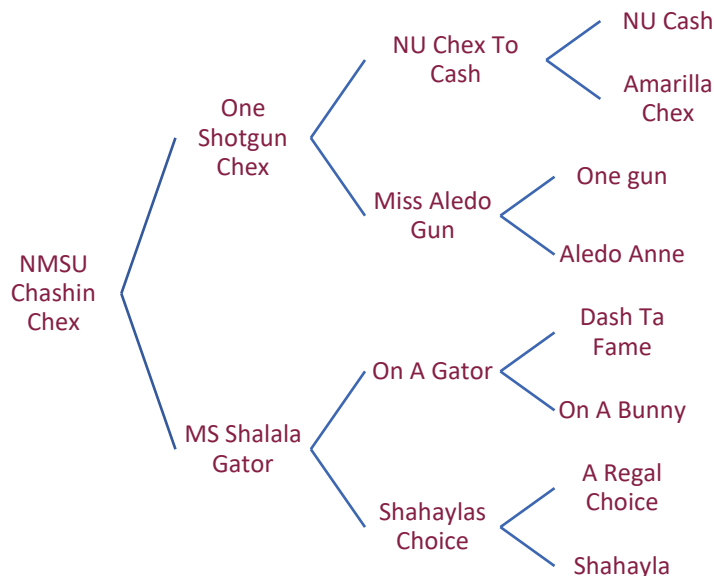 NMSU
Chashin
Chex
One
Shotgun
Chex
MS Shalala
Gator
NU Chex To
Cash
Miss Aledo
Gun
On A Gator
Shahaylas
Choice
NU Cash
Amarilla
Chex
One gun
Aledo Anne
Dash Ta
Fame
On A Bunny
A Regal
Choice
Shahayla